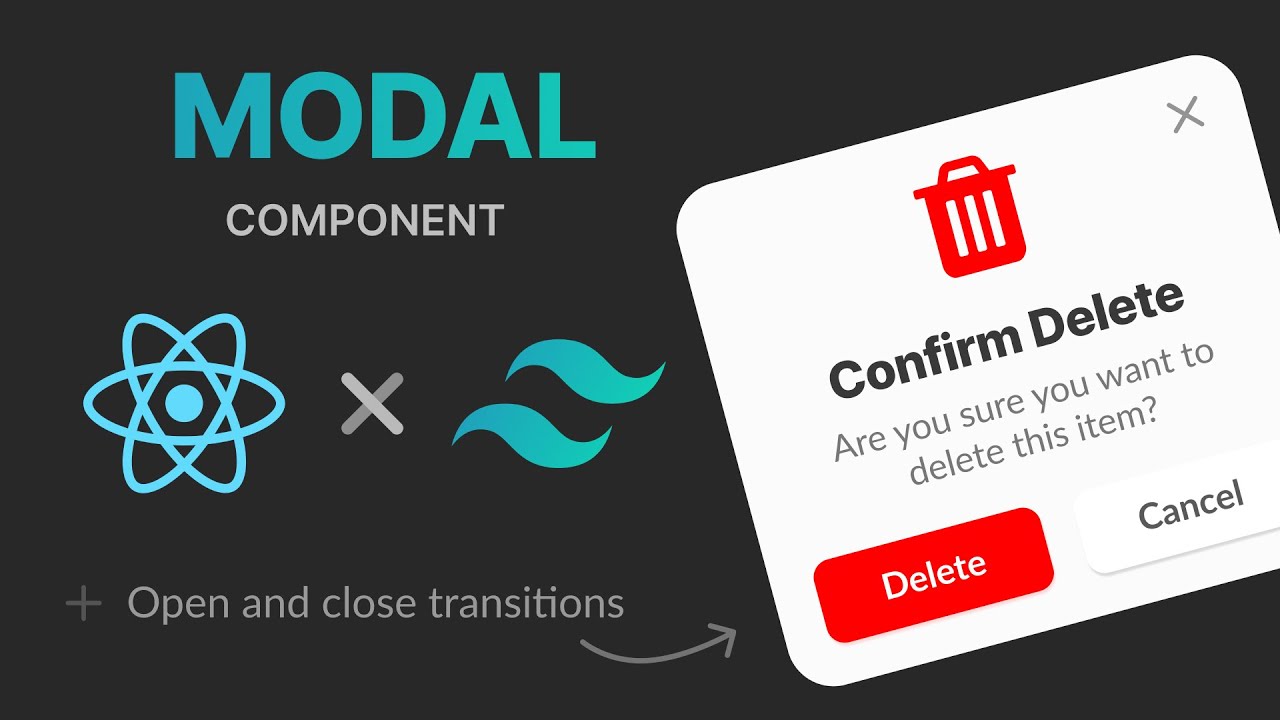 MODAL
COMPONENT
+ Open and close transitions
Confirm Delete
Are you sure you want to
delete this item?
Delete
Cancel